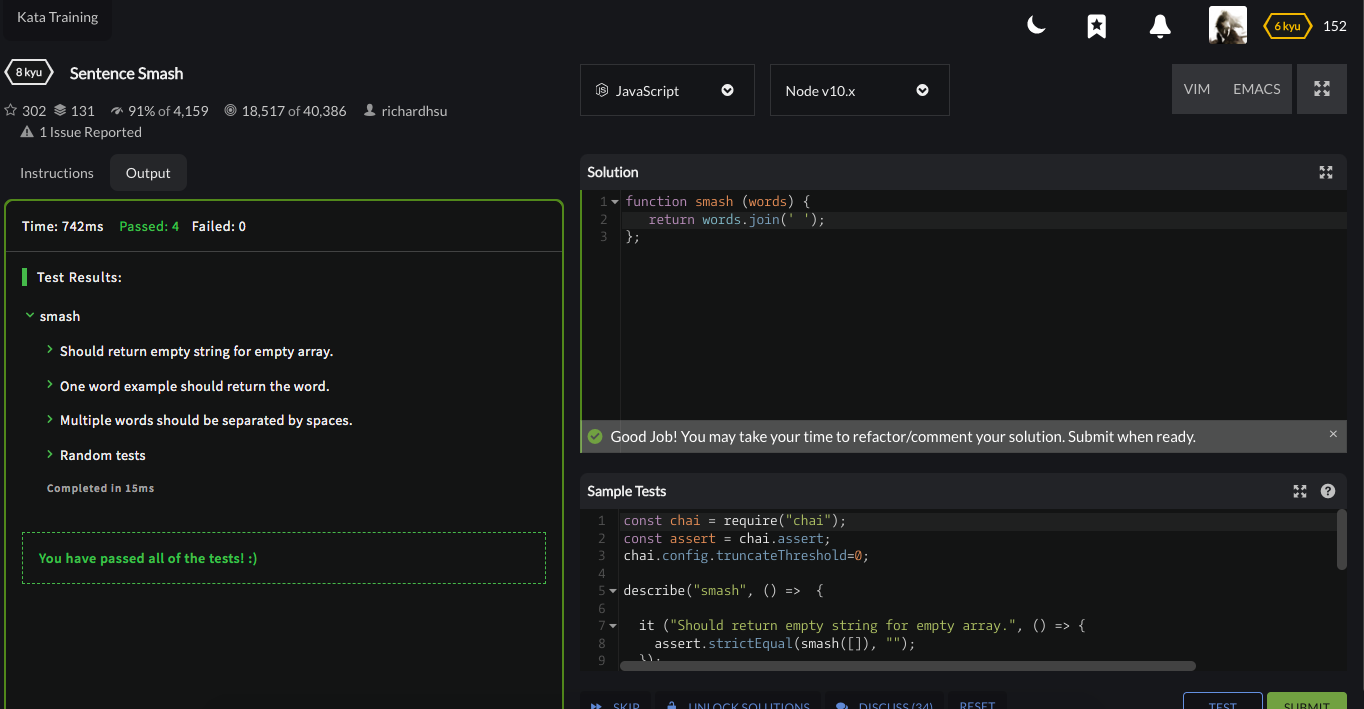 Kata Training
6 kyu 152
8 kyu Sentence Smash
302 131 91% of 4,159 18,517 of 40,386 richardhsu
1 Issue Reported
JavaScript
Node v10.x
VIM EMACS
Instructions Output
Time: 742ms Passed: 4 Failed: 0
Test Results:
smash
Should return empty string for empty array.
One word example should return the word.
Multiple words should be separated by spaces.
Random tests
Completed in 15ms
You have passed all of the tests! :)
Solution
1 function smash (words) {
2 return words.join(' ');
3 };
Good Job! You may take your time to refactor/comment your solution. Submit when ready.
Sample Tests
1 const chai = require("chai");
2 const assert = chai.assert;
3 chai.config.truncateThreshold=0;
4
5 describe("smash", () => {
6
7 it ("Should return empty string for empty array.", () => {
8 assert.strictEqual(smash([]), "");
9 });
SKIP UNLOCK SOLUTIONS DISCUSS (34) RESET TEST SUBMIT